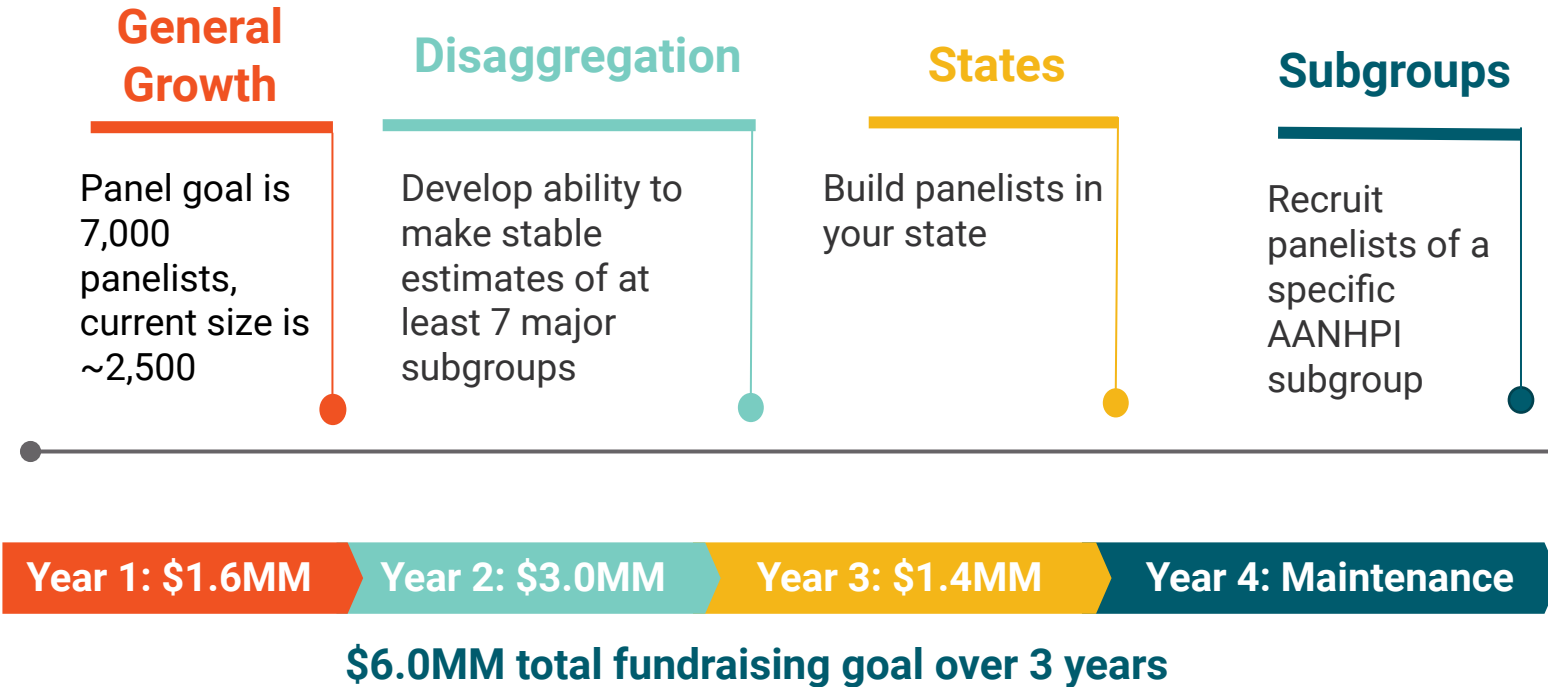 General
Growth
Panel goal is
7,000
panelists,
current size is
~2,500
Disaggregation
Develop ability to
make stable
estimates of at
least 7 major
subgroups
States
Build panelists in
your state
Subgroups
Recruit
panelists of a
specific
AANHPI
subgroup
Year 1: $1.6MM
Year 2: $3.0MM
Year 3: $1.4MM
Year 4: Maintenance
$6.0MM total fundraising goal over 3 years